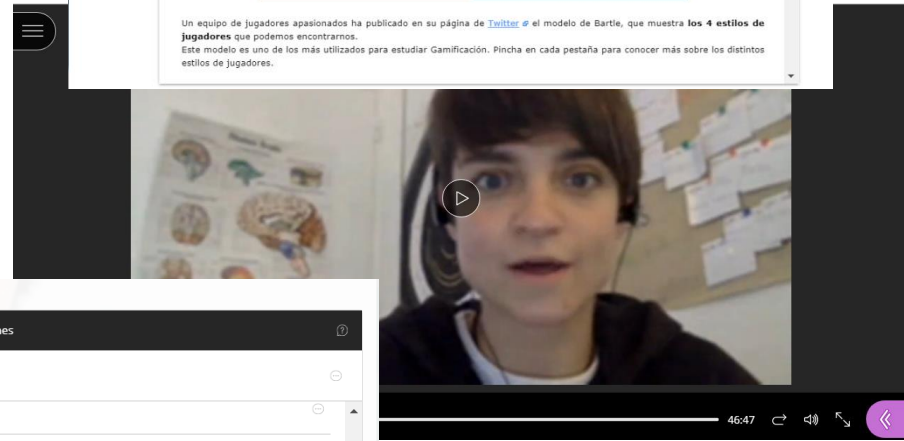 Un equipo de jugadores apasionados ha publicado en su página de Twitter el modelo de Bartle, que muestra los 4 estilos de
jugadores que podemos encontrarnos.
Este modelo es uno de los más utilizados para estudiar Gamificación. Pincha en cada pestaña para conocer más sobre los distintos
estilos de jugadores.
nes
46:47